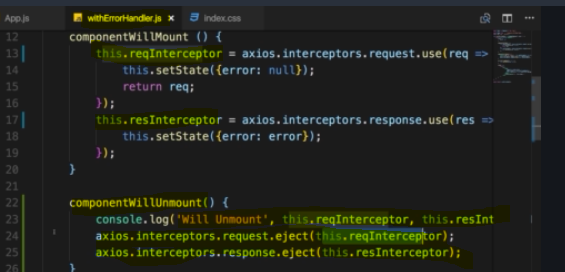 App.js withErrorHandler.js × index.css
12 componentWillMount () {
13 this.reqInterceptor = axios.interceptors.request.use(req =>
14 this.setState({error: null});
15 return req;
16 });
17 this.resInterceptor = axios.interceptors.response.use(res =>
18 this.setState({error: error});
19 });
20 }
21
22 componentWillUnmount() {
23 console.log('Will Unmount', this.reqInterceptor, this.resInt
24 axios.interceptors.request.eject(this.reqInterceptor);
25 axios.interceptors.response.eject(this.resInterceptor);
26 }